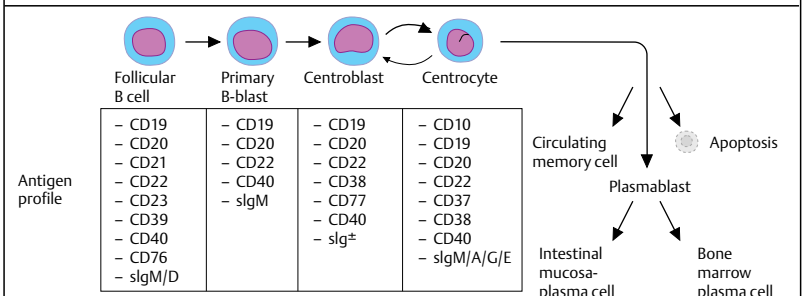 Follicular
B cell
Primary
B-blast
Centroblast
Centrocyte
Antigen
profile
– CD19
– CD20
– CD21
– CD22
– CD23
– CD39
– CD40
– CD76
– sIgM/D
– CD19
– CD20
– CD22
– CD40
– sIgM
– CD19
– CD20
– CD22
– CD38
– CD77
– CD40
– sIg±
– CD10
– CD19
– CD20
– CD22
– CD37
– CD38
– CD40
– sIgM/A/G/E
Circulating
memory cell
Apoptosis
Plasmablast
Intestinal
mucosa-
plasma cell
Bone
marrow
plasma cell